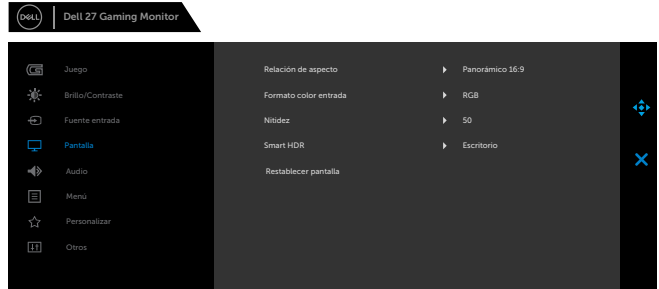 DELL
Dell 27 Gaming Monitor
Juego
Brillo/Contraste
Fuente entrada
Pantalla
Audio
Menú
Personalizar
Otros
Relación de aspecto Panorámico 16:9
Formato color entrada RGB
Nitidez 50
Smart HDR Escritorio
Restablecer pantalla